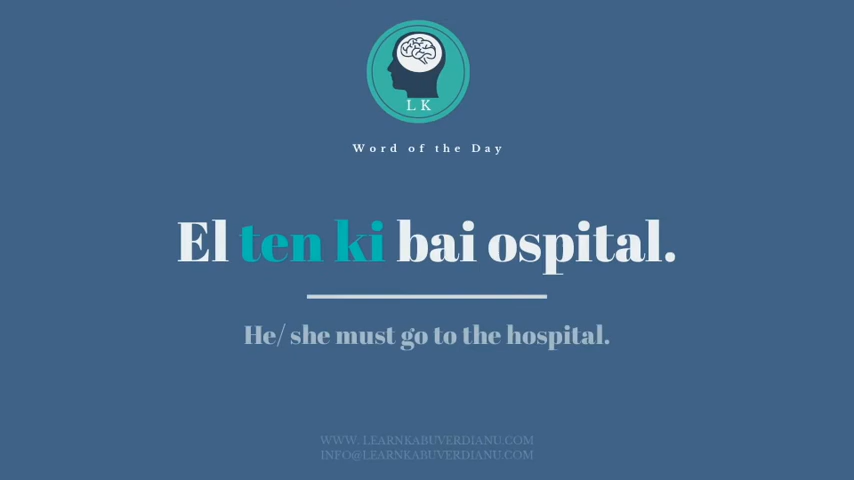 L K
Word of the Day
El ten ki bai ospital.
He/ she must go to the hospital.
WWW. LEARNKABUVERDIANU.COM
INFO@LEARNKABUVERDIANU.COM